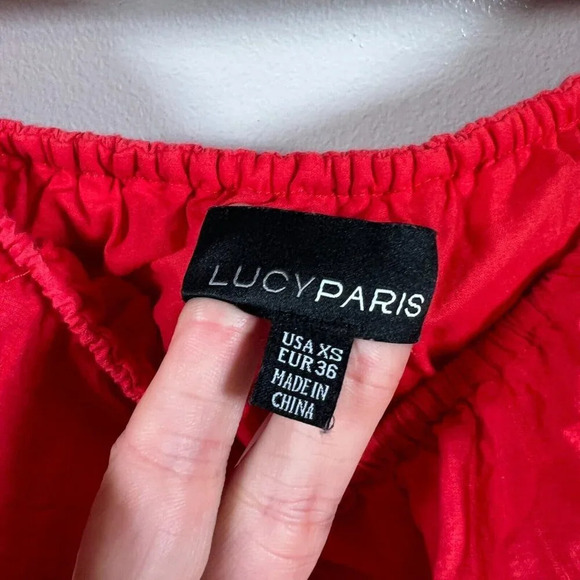 LUCYPARIS
USA XS
EUR 36
MADE IN
CHINA